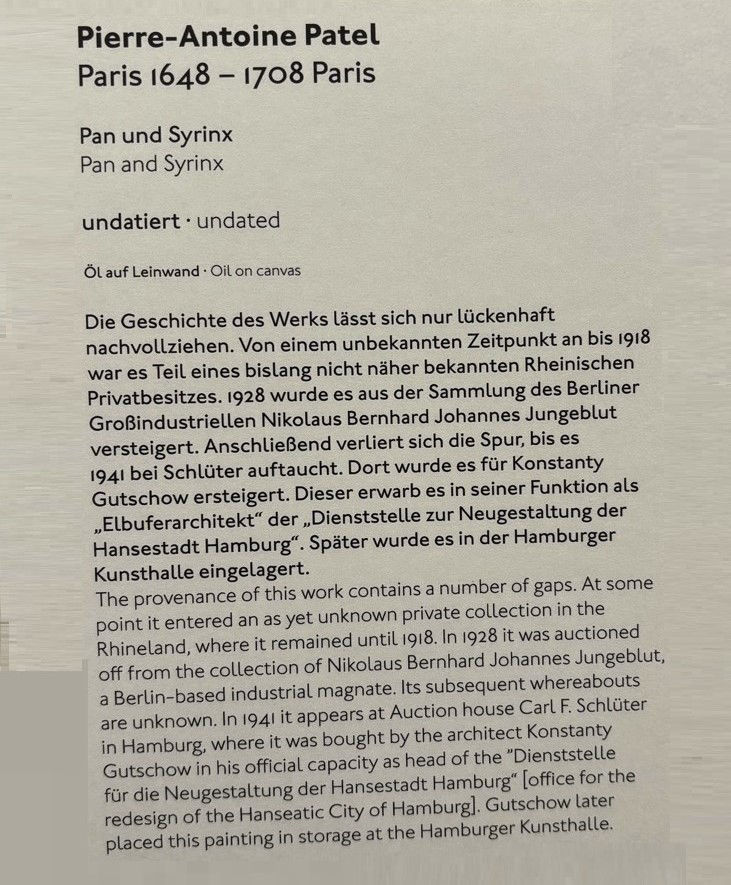 Pierre-Antoine Patel
Paris 1648 – 1708 Paris
Pan und Syrinx
Pan and Syrinx
undatiert · undated
Öl auf Leinwand · Oil on canvas
Die Geschichte des Werks lässt sich nur lückenhaft
nachvollziehen. Von einem unbekannten Zeitpunkt an bis 1918
war es Teil eines bislang nicht näher bekannten Rheinischen
Privatbesitzes. 1928 wurde es aus der Sammlung des Berliner
Großindustriellen Nikolaus Bernhard Johannes Jungeblut
versteigert. Anschließend verliert sich die Spur, bis es
1941 bei Schlüter auftaucht. Dort wurde es für Konstanty
Gutschow ersteigert. Dieser erwarb es in seiner Funktion als
„Elbuferarchitekt“ der „Dienststelle zur Neugestaltung der
Hansestadt Hamburg“. Später wurde es in der Hamburger
Kunsthalle eingelagert.
The provenance of this work contains a number of gaps. At some
point it entered an as yet unknown private collection in the
Rhineland, where it remained until 1918. In 1928 it was auctioned
off from the collection of Nikolaus Bernhard Johannes Jungeblut,
a Berlin-based industrial magnate. Its subsequent whereabouts
are unknown. In 1941 it appears at Auction house Carl F. Schlüter
in Hamburg, where it was bought by the architect Konstanty
Gutschow in his official capacity as head of the ”Dienststelle
für die Neugestaltung der Hansestadt Hamburg“ [office for the
redesign of the Hanseatic City of Hamburg]. Gutschow later
placed this painting in storage at the Hamburger Kunsthalle.